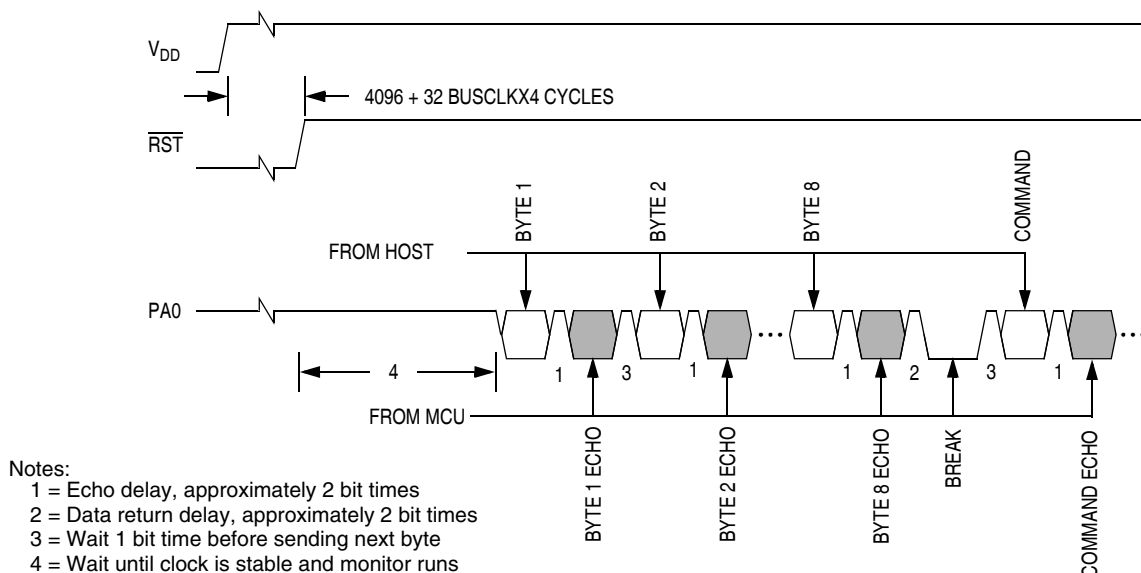 VDD
4096 + 32 BUSCLKX4 CYCLES
RST
BYTE 1
BYTE 2
BYTE 8
COMMAND
FROM HOST
PA0
1
3
1
1
2
3
1
4
FROM MCU
BYTE 1 ECHO
BYTE 2 ECHO
BYTE 8 ECHO
BREAK
COMMAND ECHO
Notes:
1 = Echo delay, approximately 2 bit times
2 = Data return delay, approximately 2 bit times
3 = Wait 1 bit time before sending next byte
4 = Wait until clock is stable and monitor runs